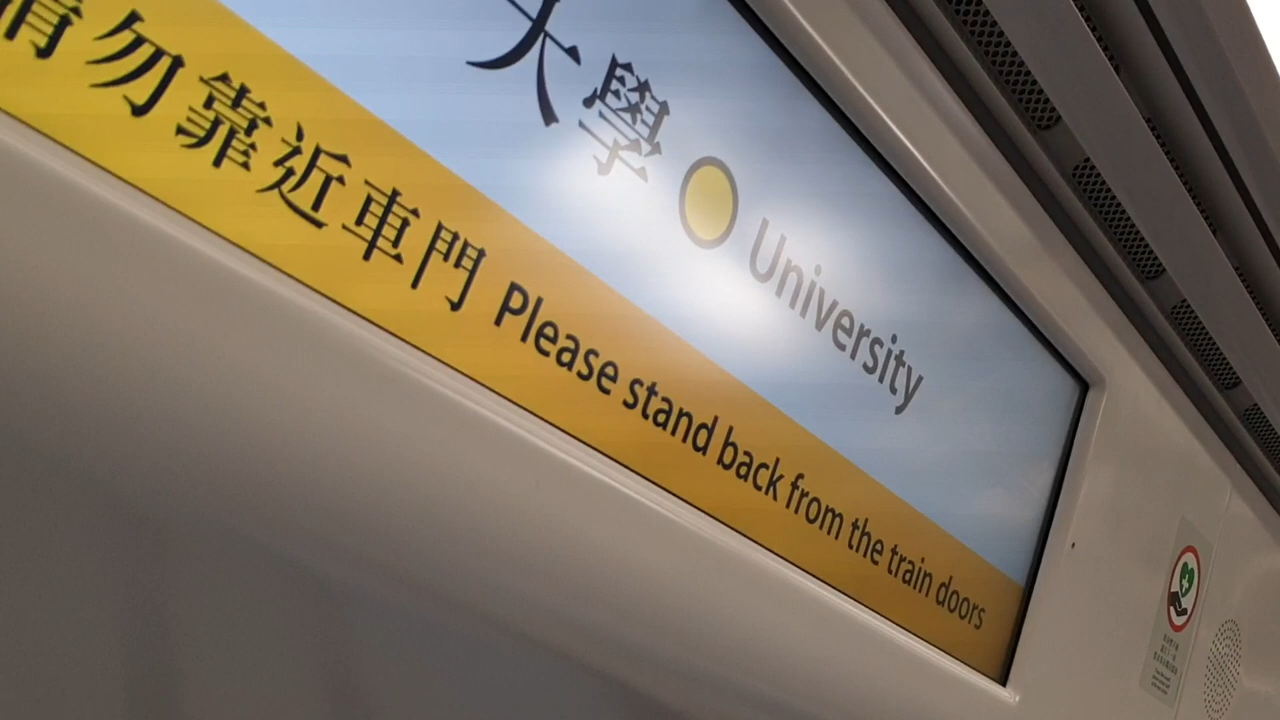 大學 University
請勿靠近車門 Please stand back from the train doors